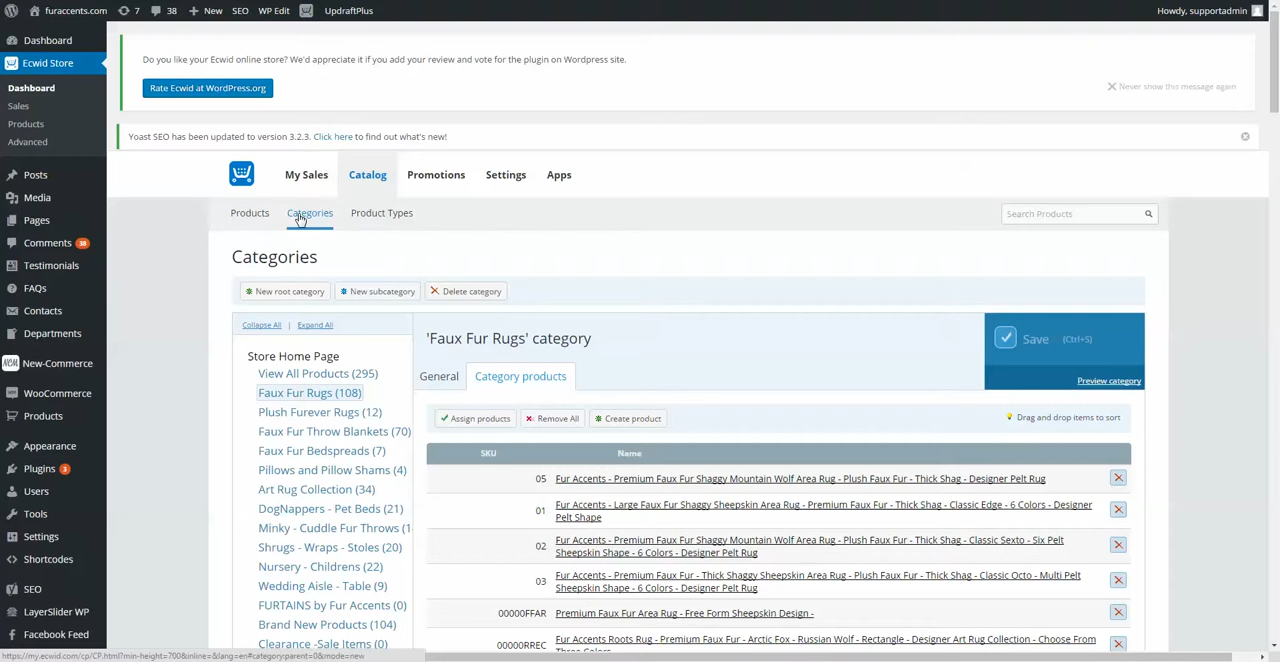 furaccents.com 7 38 New SEO WP Edit UpdraftPlus Howdy, supportadmin
Dashboard
Ecwid Store
Dashboard
Sales
Products
Advanced
Posts
Media
Pages
Comments 38
Testimonials
FAQs
Contacts
Departments
New-Commerce
WooCommerce
Products
Appearance
Plugins 3
Users
Tools
Settings
Shortcodes
SEO
LayerSlider WP
Facebook Feed
Do you like your Ecwid online store? We'd appreciate it if you add your review and vote for the plugin on Wordpress site.
Rate Ecwid at WordPress.org
Never show this message again
Yoast SEO has been updated to version 3.2.3. Click here to find out what's new!
My Sales Catalog Promotions Settings Apps
Products Categories Product Types Search Products
Categories
New root category New subcategory Delete category
Collapse All | Expand All
Store Home Page
View All Products (295)
Faux Fur Rugs (108)
Plush Furever Rugs (12)
Faux Fur Throw Blankets (70)
Faux Fur Bedspreads (7)
Pillows and Pillow Shams (4)
Art Rug Collection (34)
DogNappers - Pet Beds (21)
Minky - Cuddle Fur Throws (1
Shrugs - Wraps - Stoles (20)
Nursery - Childrens (22)
Wedding Aisle - Table (9)
FURTAINS by Fur Accents (0)
Brand New Products (104)
Clearance -Sale Items (0)
'Faux Fur Rugs' category
Save (Ctrl+S)
Preview category
General Category products
Assign products Remove All Create product Drag and drop items to sort
SKU Name
05 Fur Accents - Premium Faux Fur Shaggy Mountain Wolf Area Rug - Plush Faux Fur - Thick Shag - Designer Pelt Rug
01 Fur Accents - Large Faux Fur Shaggy Sheepskin Area Rug - Premium Faux Fur - Thick Shag - Classic Edge - 6 Colors - Designer
Pelt Shape
02 Fur Accents - Premium Faux Fur Shaggy Mountain Wolf Area Rug - Plush Faux Fur - Thick Shag - Classic Sexto - Six Pelt
Sheepskin Shape - 6 Colors - Designer Pelt Rug
03 Fur Accents - Premium Faux Fur - Thick Shaggy Sheepskin Area Rug - Plush Faux Fur - Thick Shag - Classic Octo - Multi Pelt
Sheepskin Shape - 6 Colors - Designer Pelt Rug
00000FFAR Premium Faux Fur Area Rug - Free Form Sheepskin Design -
00000RREC Fur Accents Roots Rug - Premium Faux Fur - Arctic Fox - Russian Wolf - Rectangle - Designer Art Rug Collection - Choose From
https://my.ecwid.com/cp/CP.html?min-height=700&inline=&lang=en#category:parent=0&mode=new